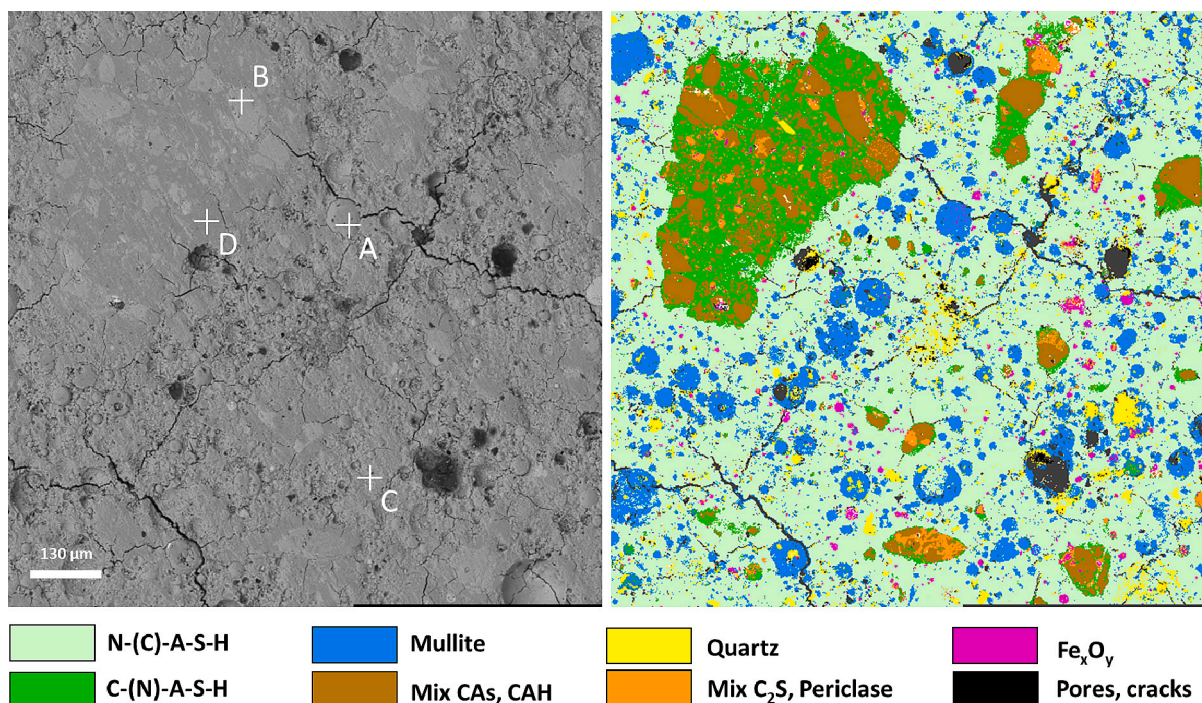 B
D
A
C
130 µm
N-(C)-A-S-H
Mullite
Quartz
FexOy
C-(N)-A-S-H
Mix CAs, CAH
Mix C2S, Periclase
Pores, cracks